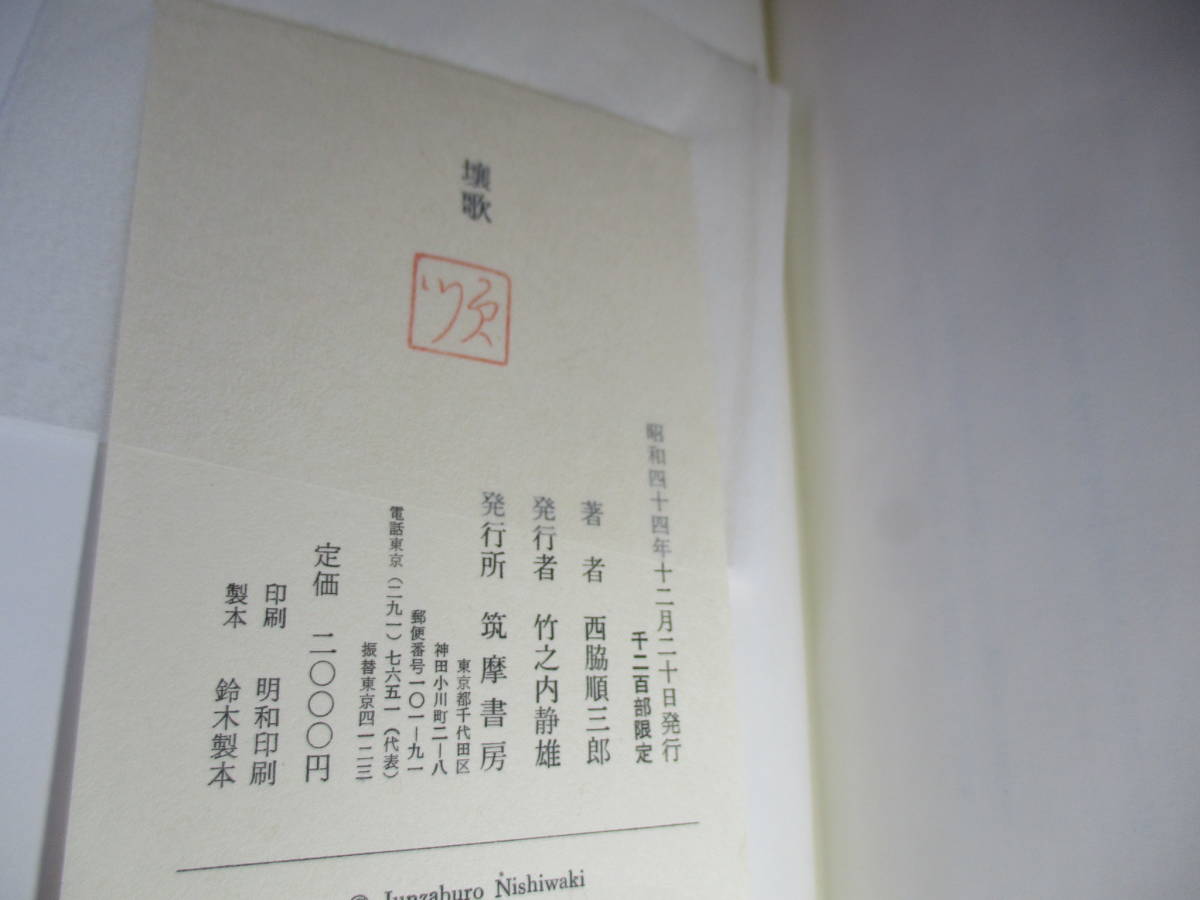 壌歌
順
昭和四十四年十二月二十日発行
千二百部限定
著者 西脇順三郎
発行者 竹之内静雄
発行所 筑摩書房
東京都千代田区
神田小川町二ー八
郵便番号一〇一ー九一
電話東京(二九一)七六五一(代表)
振替東京四一二三
定価 二〇〇〇円
印刷 明和印刷
製本 鈴木製本
© Junzaburo Nishiwaki